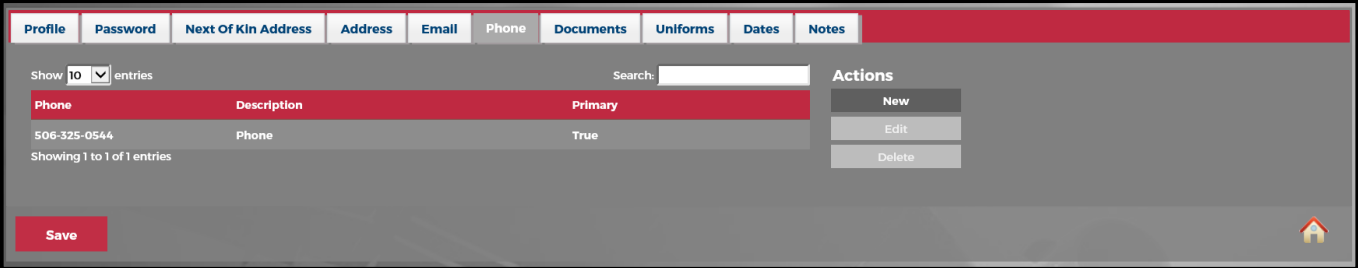 Profile Password Next Of Kin Address Address Email Phone Documents Uniforms Dates Notes
Show 10 entries Search: Actions
Phone Description Primary New
506-325-0544 Phone True Edit
Showing 1 to 1 of 1 entries Delete
Save